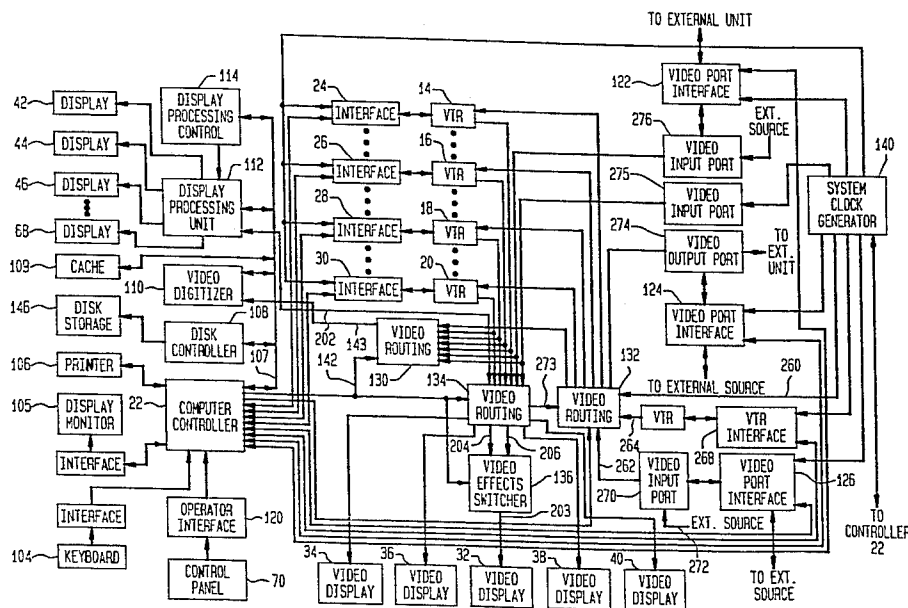 TO EXTERNAL UNIT
114
24
14
122
VIDEO PORT
INTERFACE
42
DISPLAY
DISPLAY
PROCESSING
CONTROL
INTERFACE
VTR
276
EXT.
SOURCE
140
44
DISPLAY
26
16
VIDEO
INPUT PORT
112
INTERFACE
VTR
275
SYSTEM
CLOCK
GENERATOR
46
DISPLAY
DISPLAY
PROCESSING
UNIT
28
18
VIDEO
INPUT PORT
68
DISPLAY
INTERFACE
VTR
274
VIDEO
OUTPUT PORT
TO
EXT.
UNIT
109
CACHE
30
20
110
VIDEO
DIGITIZER
INTERFACE
VTR
124
VIDEO PORT
INTERFACE
146
DISK
STORAGE
108
202
143
VIDEO
ROUTING
130
DISK
CONTROLLER
132
TO EXTERNAL SOURCE
260
106
PRINTER
107
142
134
273
22
COMPUTER
CONTROLLER
VIDEO
ROUTING
VIDEO
ROUTING
VTR
VTR
INTERFACE
105
DISPLAY
MONITOR
204
206
264
268
262
VIDEO
EFFECTS
SWITCHER
136
VIDEO
INPUT
PORT
270
VIDEO
PORT
INTERFACE
126
INTERFACE
INTERFACE
OPERATOR
INTERFACE
120
203
EXT. SOURCE
272
TO
CONTROLLER
22
104
KEYBOARD
34
36
32
38
40
CONTROL
PANEL
70
VIDEO
DISPLAY
VIDEO
DISPLAY
VIDEO
DISPLAY
VIDEO
DISPLAY
VIDEO
DISPLAY
TO EXT.
SOURCE